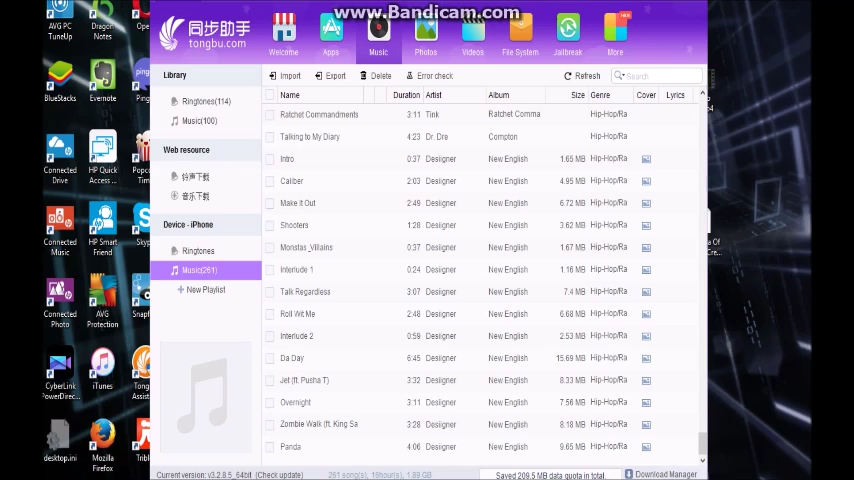 www.Bandicam.com
AVG PC TuneUp
Dragon Notes
BlueStacks
Evernote
Connected Drive
HP Quick Access ...
Connected Music
HP Smart Friend
Connected Photo
AVG Protection
CyberLink PowerDirec...
iTunes
desktop.ini
Mozilla Firefox
同步助手
tongbu.com
Welcome
Apps
Music
Photos
Videos
File System
Jailbreak
More
Library
Ringtones(114)
Music(100)
Web resource
铃声下载
音乐下载
Device - iPhone
Ringtones
Music(261)
New Playlist
Import
Export
Delete
Error check
Refresh
Search
Name Duration Artist Album Size Genre Cover Lyrics
Ratchet Commandments 3:11 Tink Ratchet Comma Hip-Hop/Ra
Talking to My Diary 4:23 Dr. Dre Compton Hip-Hop/Ra
Intro 0:37 Designer New English 1.65 MB Hip-Hop/Ra
Caliber 2:03 Designer New English 4.95 MB Hip-Hop/Ra
Make it Out 2:49 Designer New English 6.72 MB Hip-Hop/Ra
Shooters 1:28 Designer New English 3.62 MB Hip-Hop/Ra
Monstas_Villains 0:37 Designer New English 1.67 MB Hip-Hop/Ra
Interlude 1 0:24 Designer New English 1.16 MB Hip-Hop/Ra
Talk Regardless 3:07 Designer New English 7.4 MB Hip-Hop/Ra
Roll Wit Me 2:48 Designer New English 6.68 MB Hip-Hop/Ra
Interlude 2 0:59 Designer New English 2.53 MB Hip-Hop/Ra
Da Day 6:45 Designer New English 15.69 MB Hip-Hop/Ra
Jet (ft. Pusha T) 3:32 Designer New English 8.33 MB Hip-Hop/Ra
Overnight 3:11 Designer New English 7.56 MB Hip-Hop/Ra
Zombie Walk (ft. King Sa 3:28 Designer New English 8.18 MB Hip-Hop/Ra
Panda 4:06 Designer New English 9.65 MB Hip-Hop/Ra
Current version: v3.2.8.5_64bit (Check update)
261 song(s), 16hour(s), 1.89 GB
Saved 209.5 MB data quota in total
Download Manager